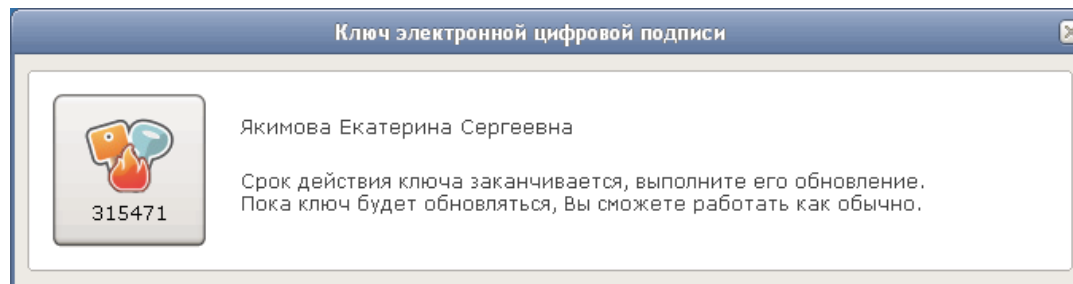 Ключ электронной цифровой подписи
Якимова Екатерина Сергеевна
Срок действия ключа заканчивается, выполните его обновление.
Пока ключ будет обновляться, Вы сможете работать как обычно.
315471